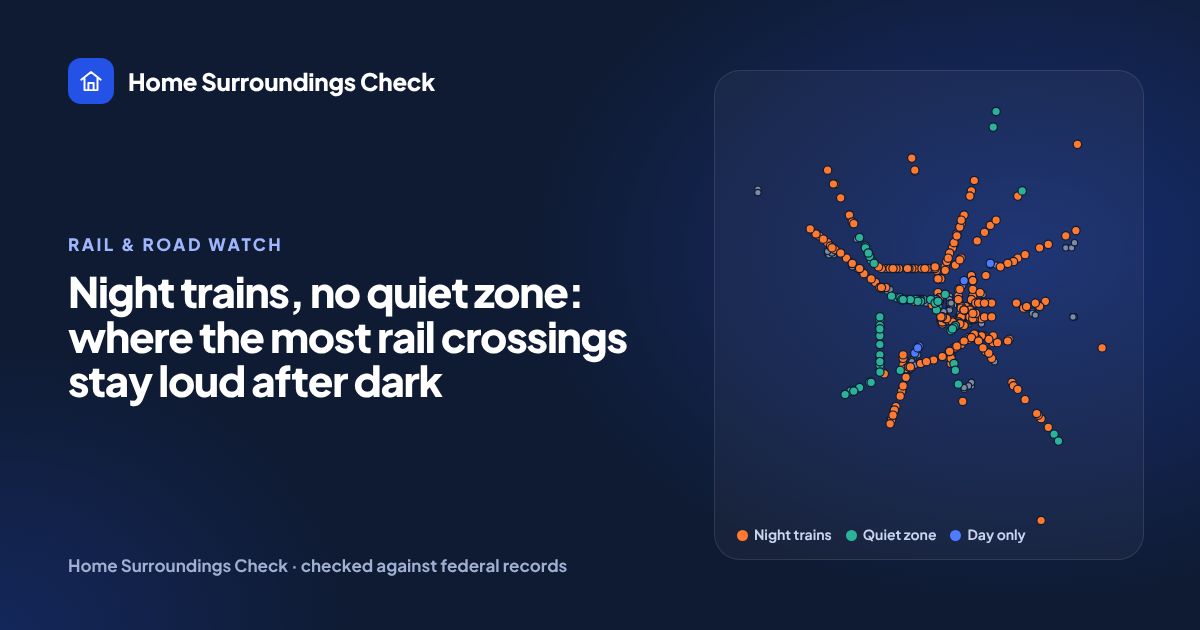 Home Surroundings Check
RAIL & ROAD WATCH
Night trains, no quiet zone:
where the most rail crossings
stay loud after dark
Night trains
Quiet zone
Day only
Home Surroundings Check · checked against federal records